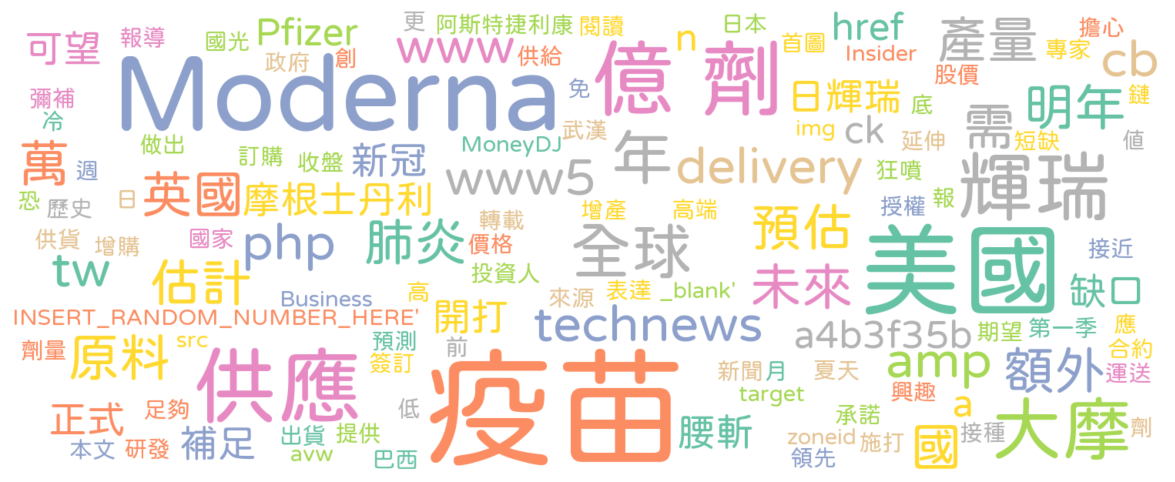 可望
報導
國光
Pfizer
更
阿斯特捷利康
閱讀
日本
href
產量
擔心
政府
創
www
供給
n
首圖
Insider
專家
cb
Moderna
億
劑
股價
彌補
免
日輝瑞
底
明年
鏈
冷
做出
MoneyDJ
武漢
img
ck
延伸
需
短缺
值
萬
週
訂購
收盤
新冠
www5
年
delivery
狂噴
輝瑞
恐
歷史
日
英國
摩根士丹利
增產
高端
授權
報
供貨
增購
國家
php
肺炎
轉載
價格
全球
預估
美國
接近
tw
估計
投資人
未來
缺口
Business
高
來源
表達
_blank'
INSERT_RANDOM_NUMBER_HERE'
開打
technews
a4b3f35b
期望
第一季
應
劑量
原料
src
供應
預測
簽訂
前
疫苗
新聞
月
夏天
amp
額外
合約
運送
target
興趣
正式
足夠
低
腰斬
承諾
a
大摩
劑
本文
研發
補足
出貨
提供
avw
巴西
zoneid
施打
領先
國
接種